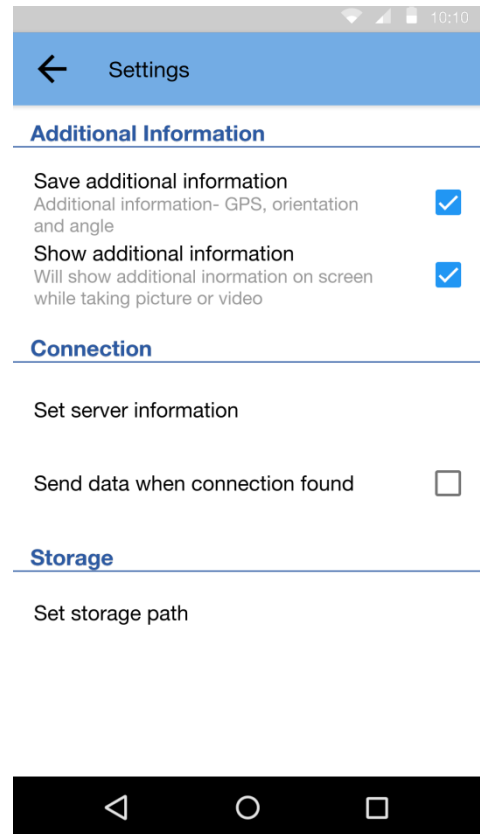 10:10
Settings
Additional Information
Save additional information
Additional information- GPS, orientation
and angle
Show additional information
Will show additional inormation on screen
while taking picture or video
Connection
Set server information
Send data when connection found
Storage
Set storage path